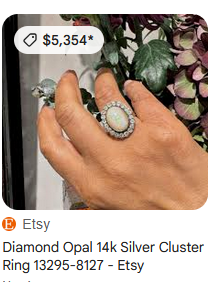 $5,354*
Etsy
Diamond Opal 14k Silver Cluster
Ring 13295-8127 - Etsy